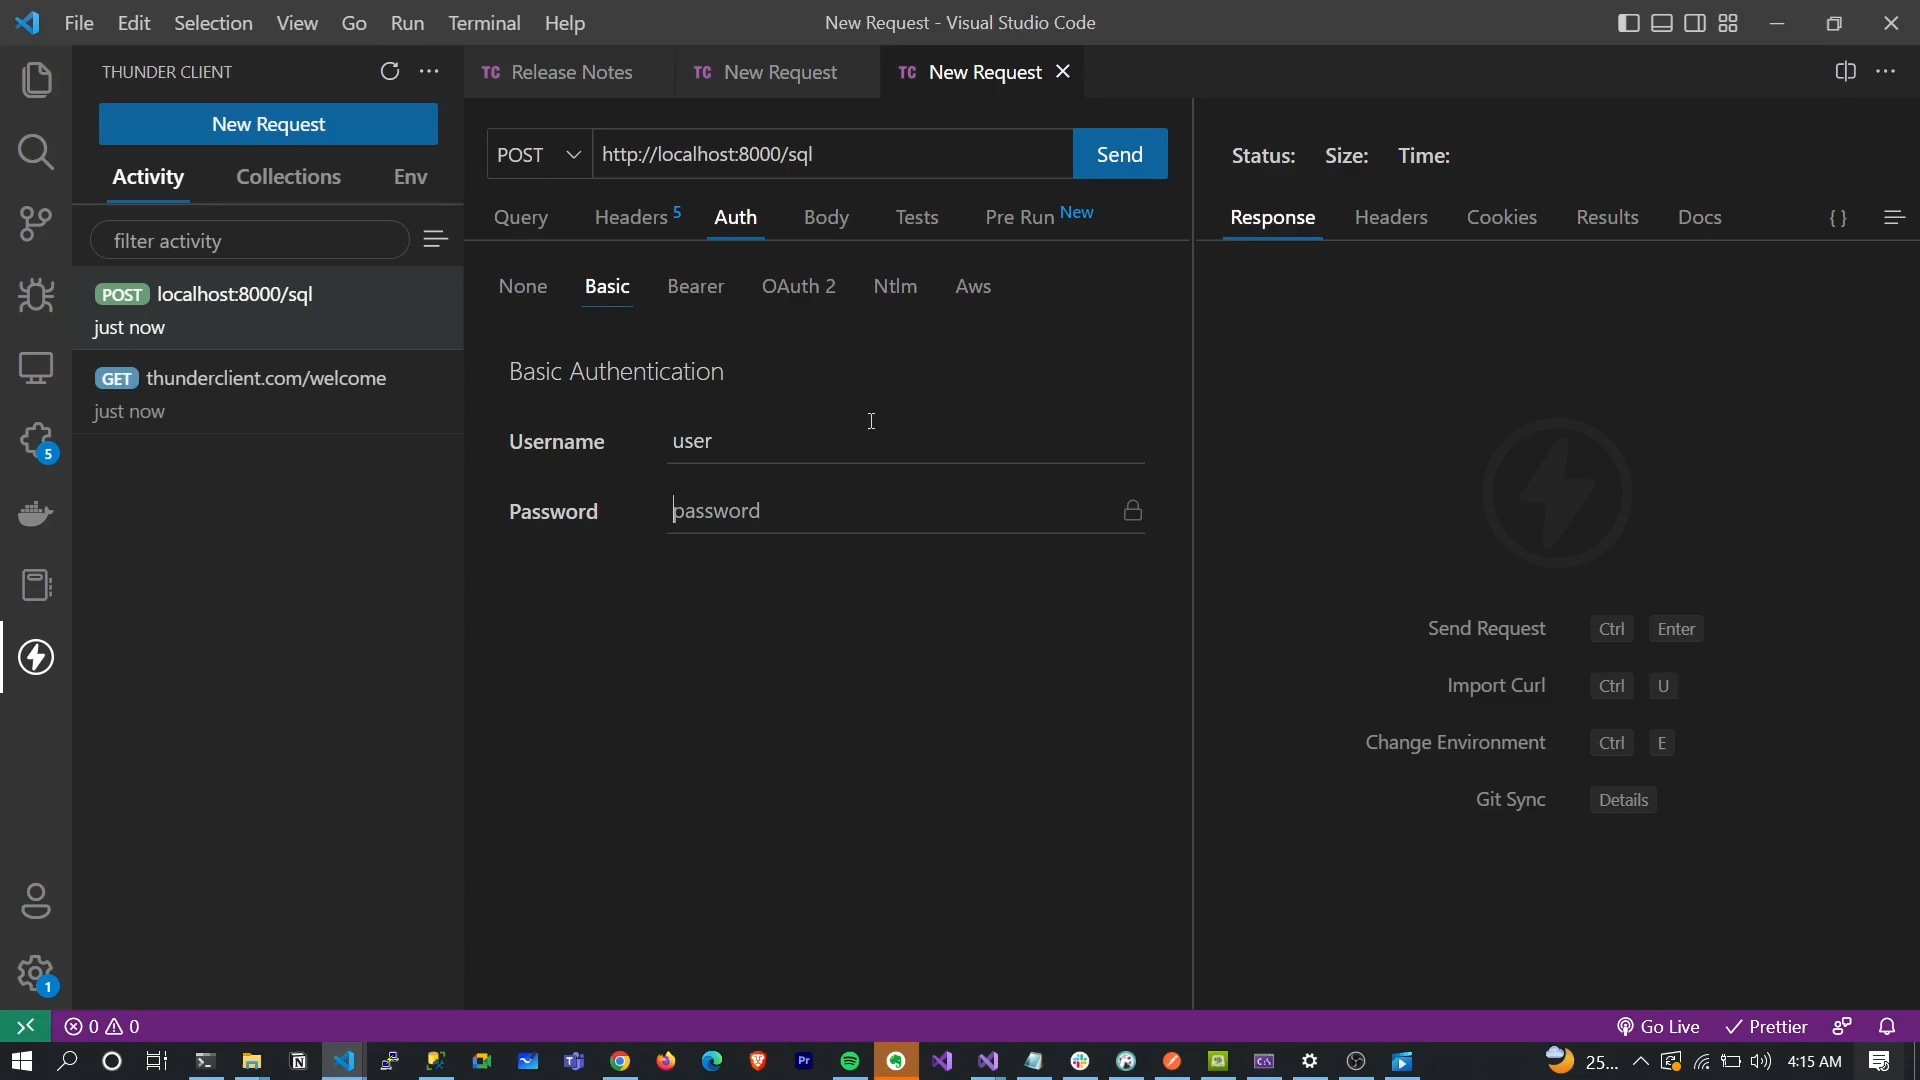 File Edit Selection View Go Run Terminal Help
New Request - Visual Studio Code
THUNDER CLIENT
New Request
Activity Collections Env
filter activity
POST localhost:8000/sql
just now
GET thunderclient.com/welcome
just now
5
1
TC Release Notes
TC New Request
TC New Request
POST http://localhost:8000/sql Send
Query Headers 5 Auth Body Tests Pre Run New
None Basic Bearer OAuth 2 Ntlm Aws
Basic Authentication
Username user
Password password
Status: Size: Time:
Response Headers Cookies Results Docs { }
Send Request Ctrl Enter
Import Curl Ctrl U
Change Environment Ctrl E
Git Sync Details
0 0
Go Live Prettier
Pr
25... 4:15 AM